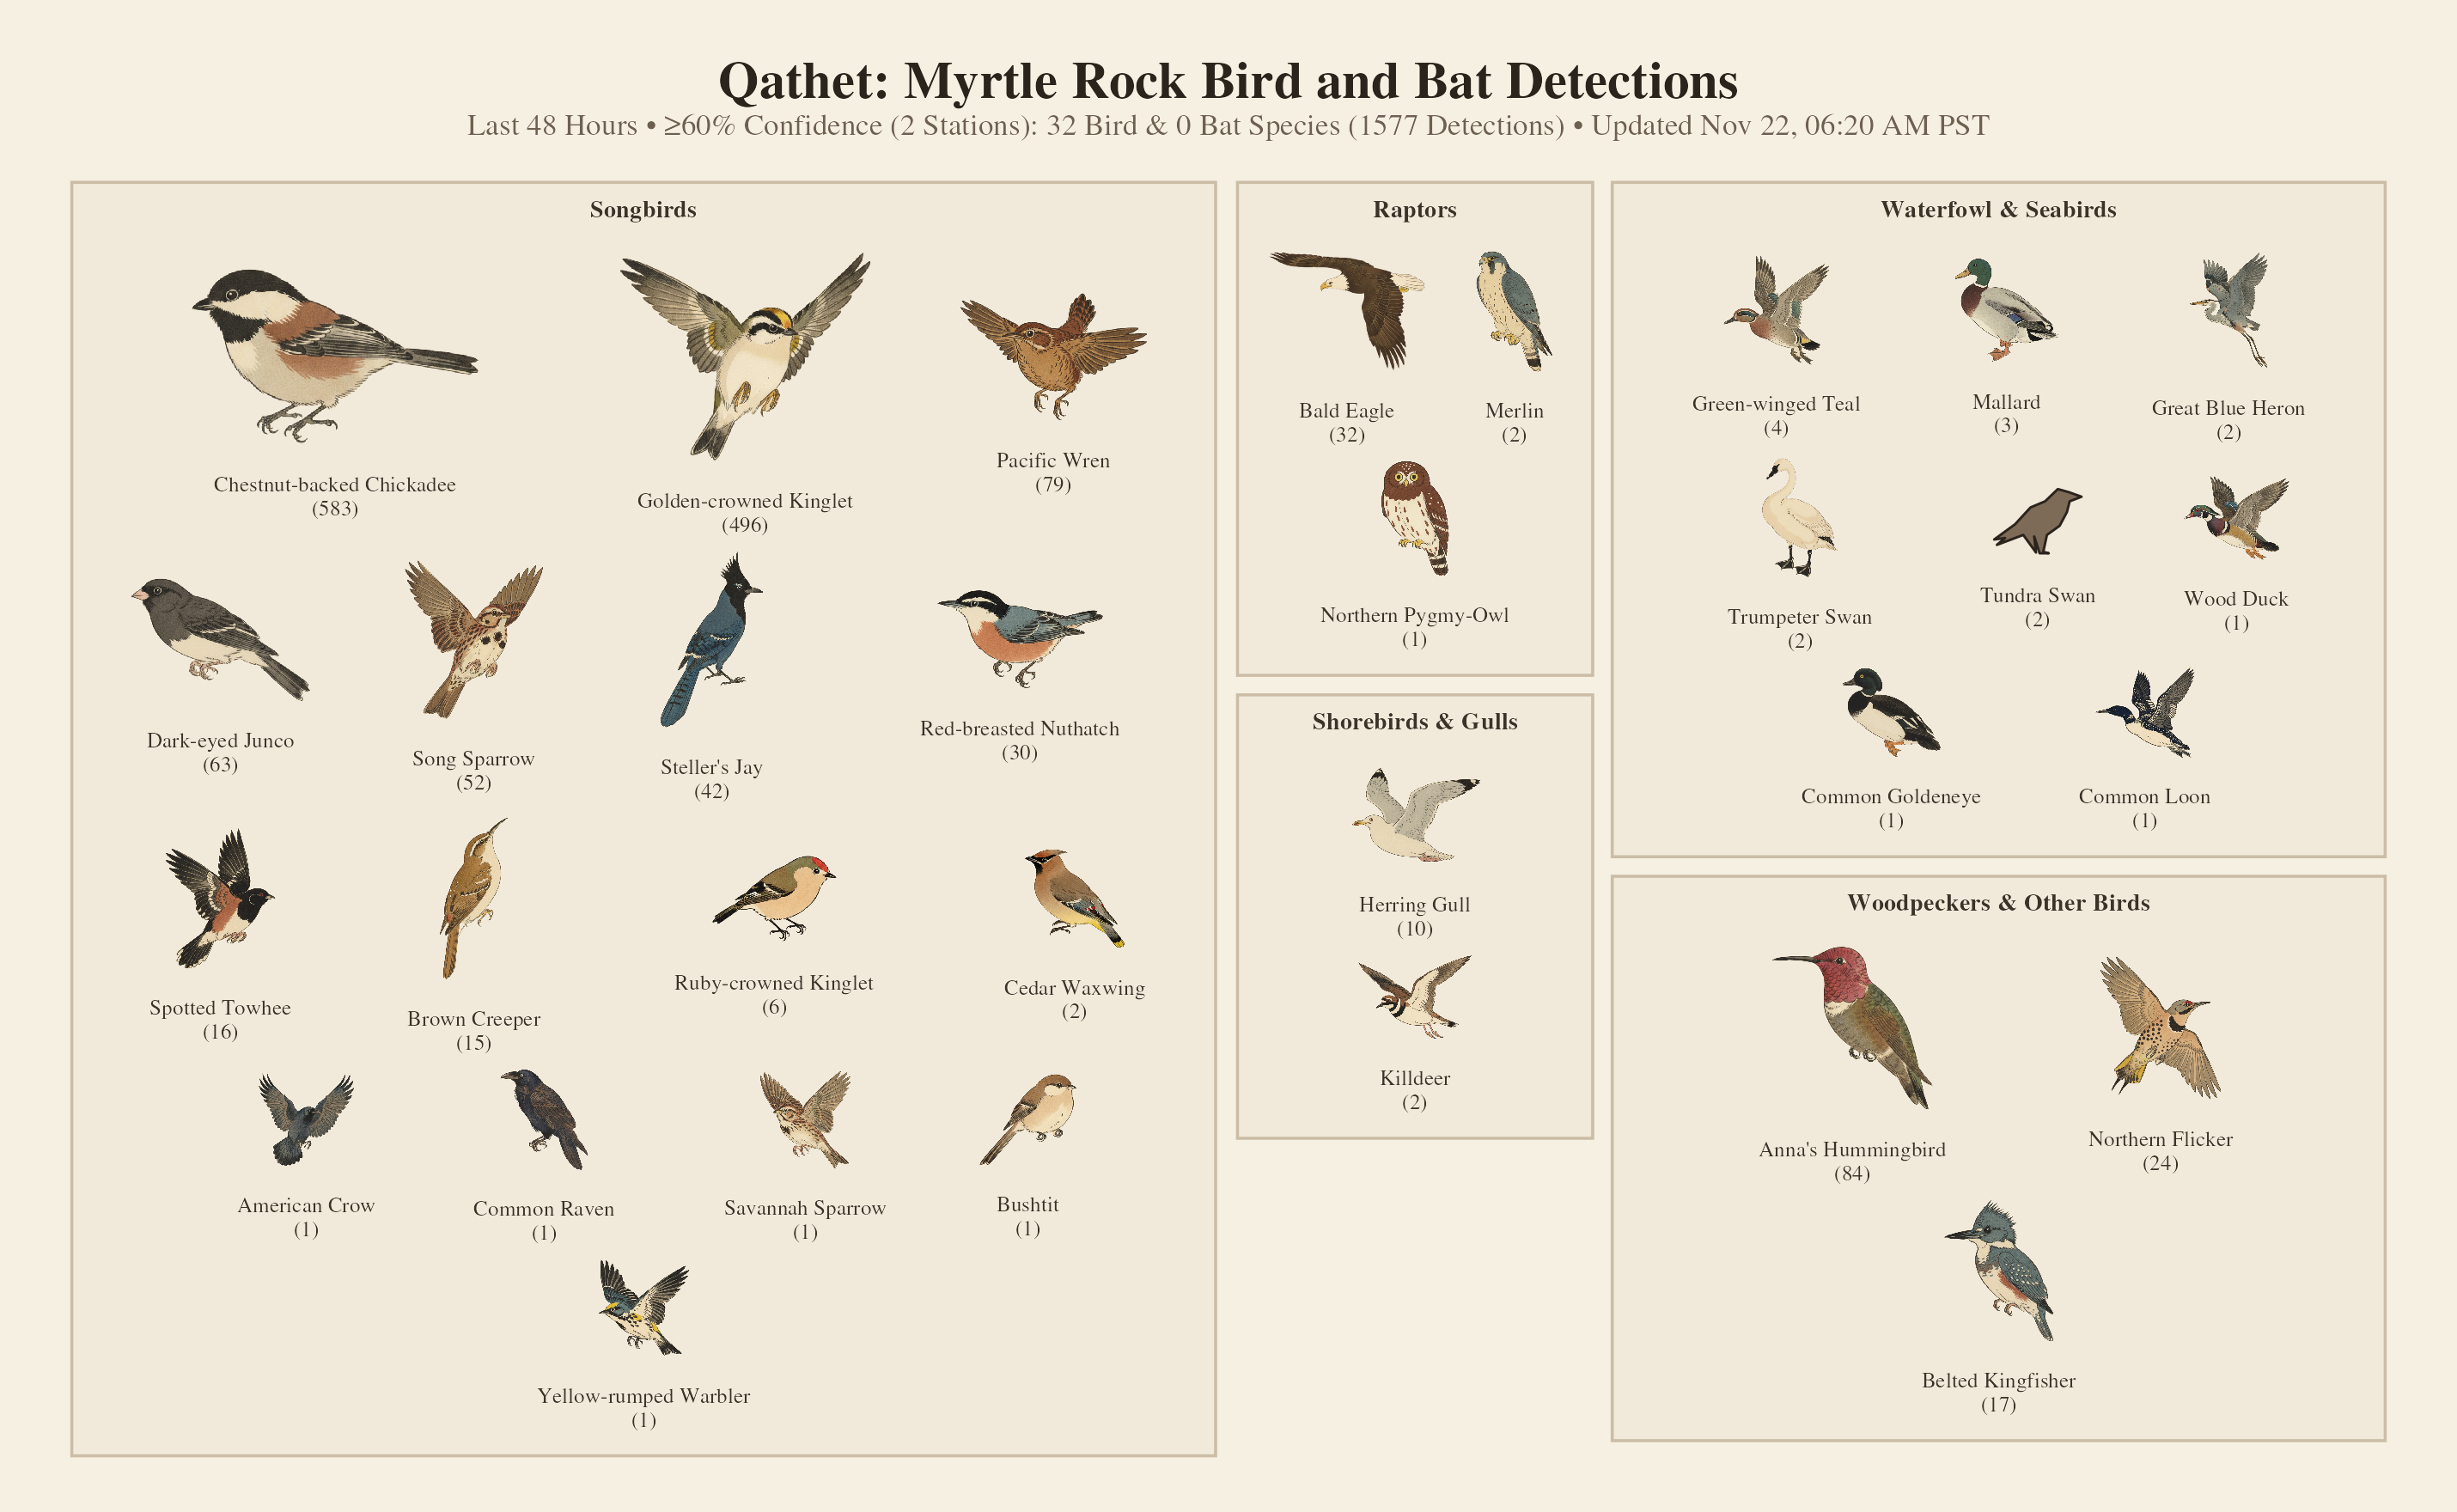 Qathet: Myrtle Rock Bird and Bat Detections
Last 48 Hours • ≥60% Confidence (2 Stations): 32 Bird & 0 Bat Species (1577 Detections) • Updated Nov 22, 06:20 AM PST
Songbirds
Chestnut-backed Chickadee
(583)
Golden-crowned Kinglet
(496)
Pacific Wren
(79)
Dark-eyed Junco
(63)
Song Sparrow
(52)
Steller's Jay
(42)
Red-breasted Nuthatch
(30)
Spotted Towhee
(16)
Brown Creeper
(15)
Ruby-crowned Kinglet
(6)
Cedar Waxwing
(2)
American Crow
(1)
Common Raven
(1)
Savannah Sparrow
(1)
Bushtit
(1)
Yellow-rumped Warbler
(1)
Raptors
Bald Eagle
(32)
Merlin
(2)
Northern Pygmy-Owl
(1)
Shorebirds & Gulls
Herring Gull
(10)
Killdeer
(2)
Waterfowl & Seabirds
Green-winged Teal
(4)
Mallard
(3)
Great Blue Heron
(2)
Trumpeter Swan
(2)
Tundra Swan
(2)
Wood Duck
(1)
Common Goldeneye
(1)
Common Loon
(1)
Woodpeckers & Other Birds
Anna's Hummingbird
(84)
Northern Flicker
(24)
Belted Kingfisher
(17)